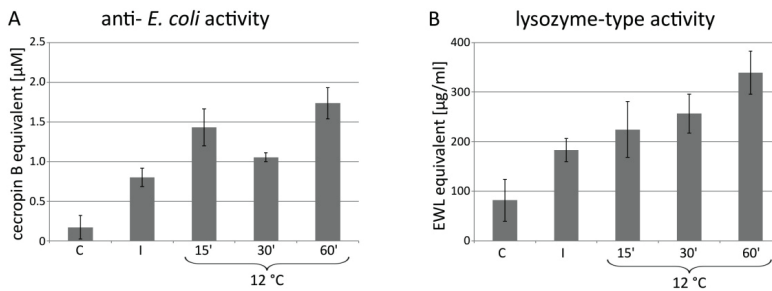 A anti- E. coli activity
cecropin B equivalent [µM]
2.5
2.0
1.5
1.0
0.5
0
C I 15' 30' 60'
12 °C
B lysozyme-type activity
EWL equivalent [µg/ml]
400
300
200
100
0
C I 15' 30' 60'
12 °C